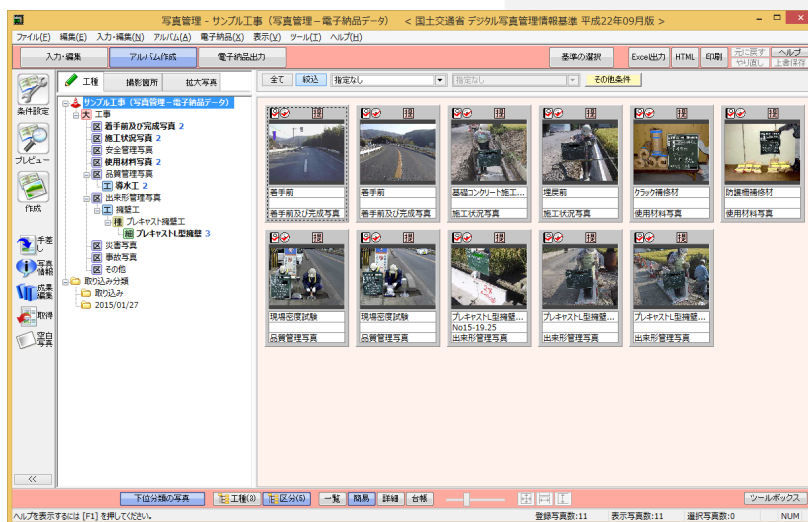 写真管理 - サンプル工事（写真管理－電子納品データ） < 国土交通省 デジタル写真管理情報基準 平成22年09月版 >
ファイル(F) 編集(E) 入力・編集(N) アルバム(A) 電子納品(X) 表示(V) ツール(T) ヘルプ(H)
入力・編集 アルバム作成 電子納品出力 基準の選択 Excel出力 HTML 印刷 元に戻す ヘルプ
やり直し 上書保存
工種 撮影箇所 拡大写真 全て 絞込 指定なし 指定なし その他条件
条件設定
プレビュー
作成
手差し
写真情報
成果編集
取得
空白写真
サンプル工事（写真管理－電子納品データ）
大 工事
区 着手前及び完成写真 2
区 施工状況写真 2
区 安全管理写真
区 使用材料写真 2
区 品質管理写真
工 導水工 2
区 出来形管理写真
工 擁壁工
種 プレキャスト擁壁工
細 プレキャストL型擁壁 3
区 災害写真
区 事故写真
区 その他
取り込み分類
取り込み
2015/01/27
着手前 着手前 基礎コンクリート施工... 埋戻前 クラック補修材 防護柵補修材
着手前及び完成写真 着手前及び完成写真 施工状況写真 施工状況写真 使用材料写真 使用材料写真
現場密度試験 現場密度試験 プレキャストL型擁壁... プレキャストL型擁壁... プレキャストL型擁壁...
No15-19.25
品質管理写真 品質管理写真 出来形管理写真 出来形管理写真 出来形管理写真
<<
下位分類の写真 工種(3) 区分(5) 一覧 簡易 詳細 台帳 ツールボックス
ヘルプを表示するには [F1] を押してください。 登録写真数:11 表示写真数:11 選択写真数:0 NUM